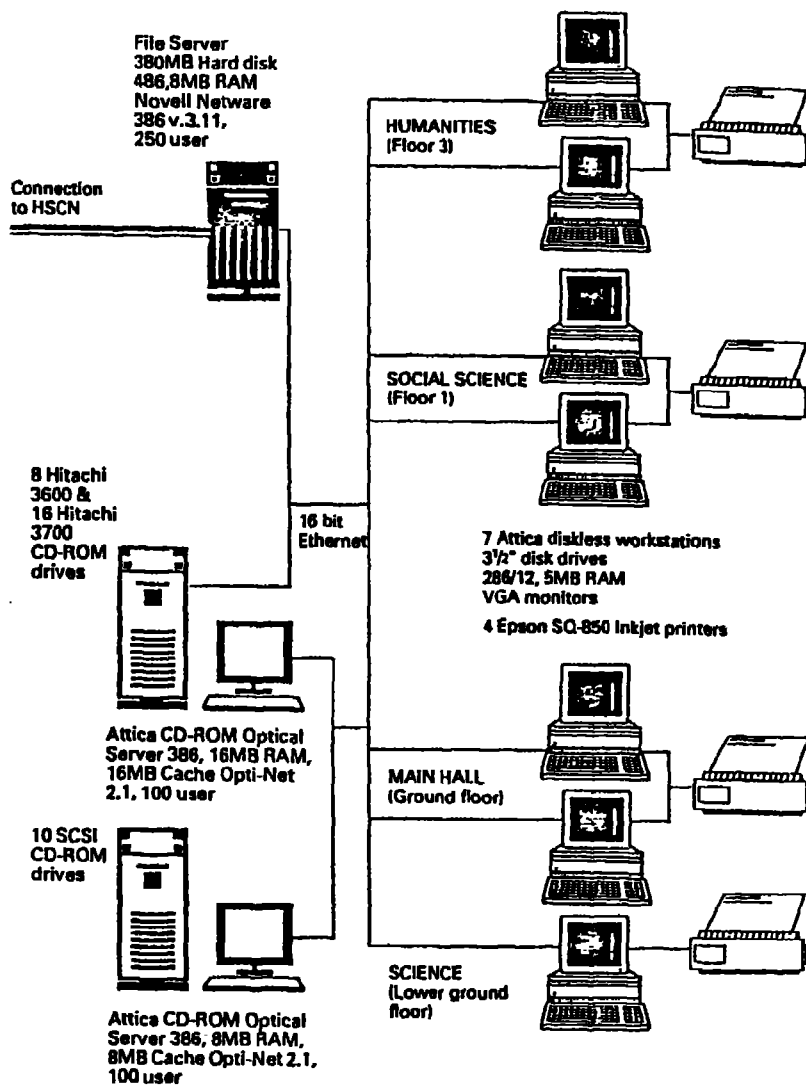 File Server
380MB Hard disk
486,8MB RAM
Novell Netware
386 v.3.11,
250 user
Connection
to HSCN
HUMANITIES
(Floor 3)
SOCIAL SCIENCE
(Floor 1)
8 Hitachi
3600 &
16 Hitachi
3700
CD-ROM
drives
16 bit
Ethernet
7 Attica diskless workstations
3½" disk drives
286/12, 5MB RAM
VGA monitors
4 Epson SQ-850 Inkjet printers
Attica CD-ROM Optical
Server 386, 16MB RAM,
16MB Cache Opti-Net
2.1, 100 user
MAIN HALL
(Ground floor)
10 SCSI
CD-ROM
drives
SCIENCE
(Lower ground
floor)
Attica CD-ROM Optical
Server 386, 8MB RAM,
8MB Cache Opti-Net 2.1,
100 user